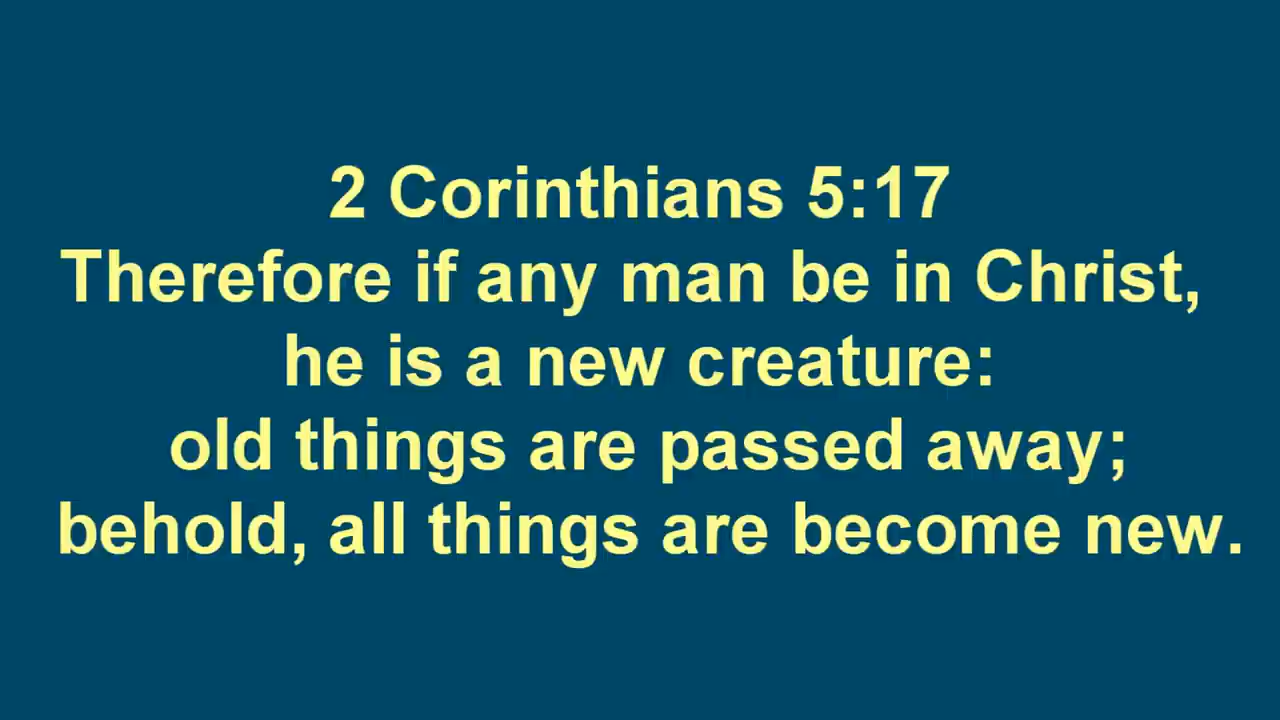 2 Corinthians 5:17
Therefore if any man be in Christ,
he is a new creature:
old things are passed away;
behold, all things are become new.